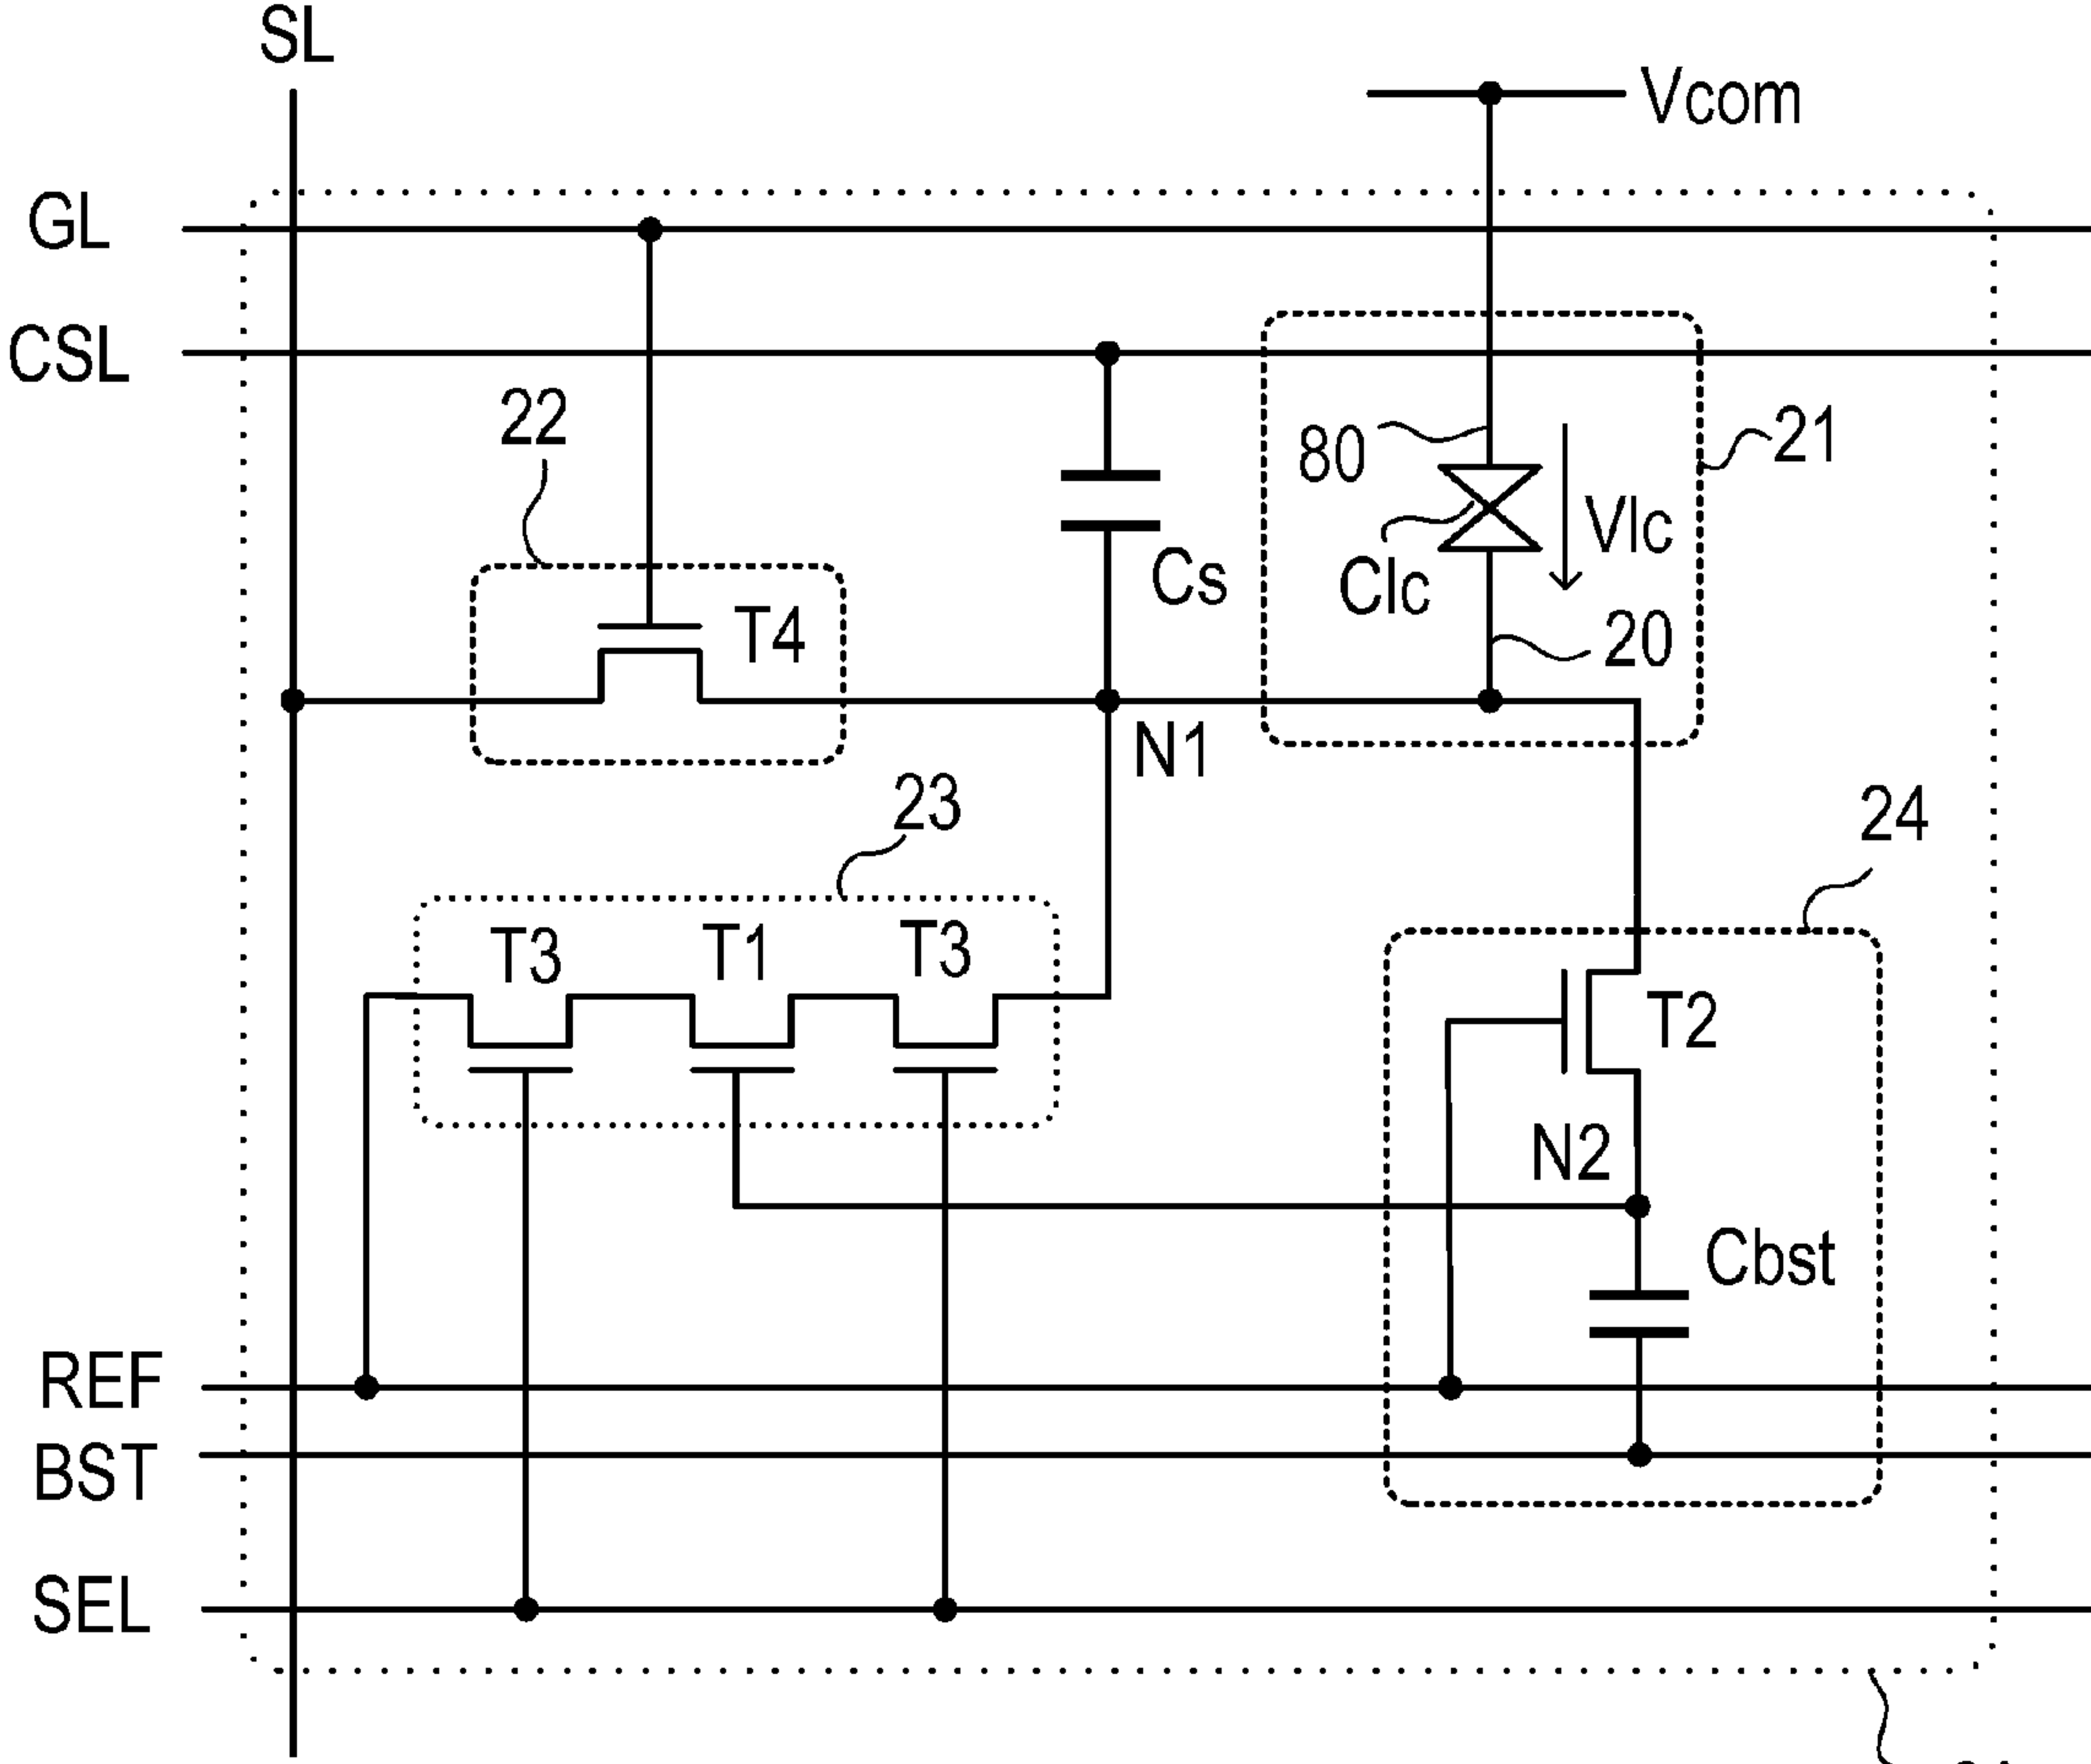 SL
Vcom
GL
CSL
22
80
21
Vlc
Clc
Cs
T4
20
N1
23
24
T3 T1 T3
T2
N2
Cbst
REF
BST
SEL